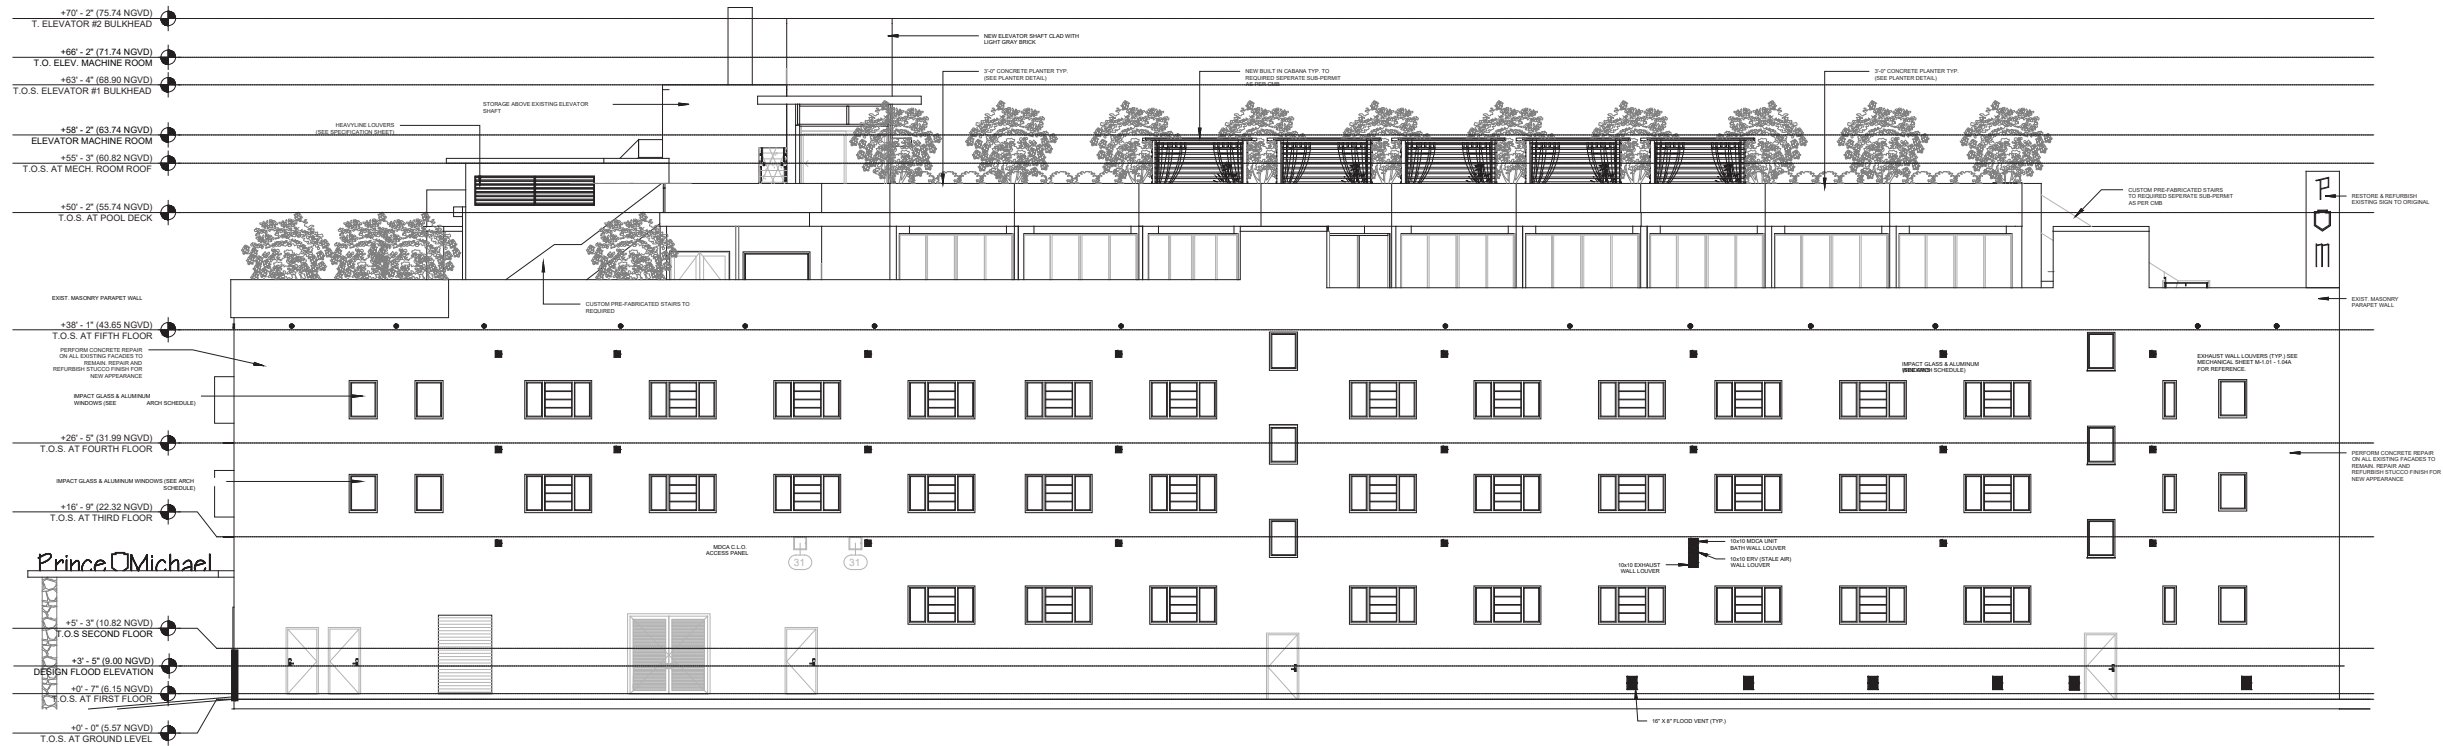 +70' - 2" (75.74 NGVD)
T. ELEVATOR #2 BULKHEAD
+66' - 2" (71.74 NGVD)
T.O. ELEV. MACHINE ROOM
+63' - 4" (68.90 NGVD)
T.O.S. ELEVATOR #1 BULKHEAD
+58' - 2" (63.74 NGVD)
ELEVATOR MACHINE ROOM
+55' - 3" (60.82 NGVD)
T.O.S. AT MECH. ROOM ROOF
+50' - 2" (55.74 NGVD)
T.O.S. AT POOL DECK
NEW ELEVATOR SHAFT CLAD WITH
LIGHT GRAY BRICK
3'-0" CONCRETE PLANTER TYP.
(SEE PLANTER DETAIL)
NEW BUILT IN CABANA TYP. TO
REQUIRED SEPERATE SUB-PERMIT
AS PER CMB
3'-0" CONCRETE PLANTER TYP.
(SEE PLANTER DETAIL)
STORAGE ABOVE EXISTING ELEVATOR
SHAFT
HEAVYLINE LOUVERS
(SEE SPECIFICATION SHEET)
CUSTOM PRE-FABRICATED STAIRS
TO REQUIRED SEPERATE SUB-PERMIT
AS PER CMB
P
M
RESTORE & REFURBISH
EXISTING SIGN TO ORIGINAL
EXIST. MASONRY PARAPET WALL
CUSTOM PRE-FABRICATED STAIRS TO
REQUIRED
EXIST. MASONRY
PARAPET WALL
+38' - 1" (43.65 NGVD)
T.O.S. AT FIFTH FLOOR
PERFORM CONCRETE REPAIR
ON ALL EXISTING FACADES TO
REMAIN. REPAIR AND
REFURBISH STUCCO FINISH FOR
NEW APPEARANCE
IMPACT GLASS & ALUMINUM
ARCH SCHEDULE)
EXHAUST WALL LOUVERS (TYP.) SEE
MECHANICAL SHEET M-1.01 - 1.04A
FOR REFERENCE.
IMPACT GLASS & ALUMINUM
WINDOWS (SEE ARCH SCHEDULE)
+26' - 5" (31.99 NGVD)
T.O.S. AT FOURTH FLOOR
PERFORM CONCRETE REPAIR
ON ALL EXISTING FACADES TO
REMAIN. REPAIR AND
REFURBISH STUCCO FINISH FOR
NEW APPEARANCE
IMPACT GLASS & ALUMINUM WINDOWS (SEE ARCH
SCHEDULE)
+16' - 9" (22.32 NGVD)
T.O.S. AT THIRD FLOOR
MDCA C.L.O.
ACCESS PANEL
31
31
10x10 MDCA UNIT
BATH WALL LOUVER
10x10 ERV (STALE AIR)
WALL LOUVER
10x10 EXHAUST
WALL LOUVER
Prince Michael
+5' - 3" (10.82 NGVD)
T.O.S SECOND FLOOR
+3' - 5" (9.00 NGVD)
DESIGN FLOOD ELEVATION
+0' - 7" (6.15 NGVD)
T.O.S. AT FIRST FLOOR
16" X 8" FLOOD VENT (TYP.)
+0' - 0" (5.57 NGVD)
T.O.S. AT GROUND LEVEL